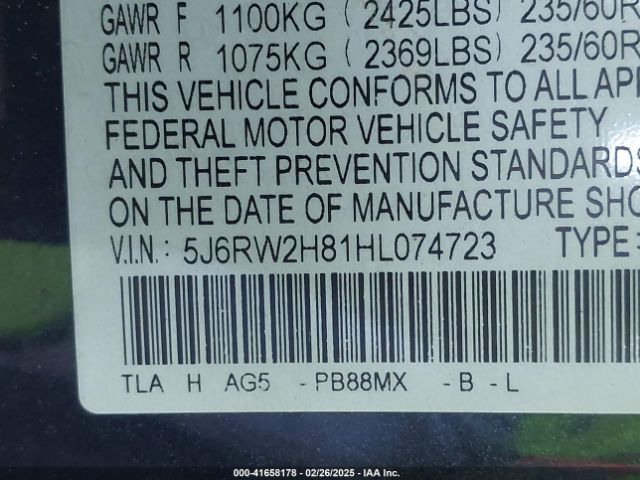 GAWR F 1100KG ( 2425LBS) 235/60R
GAWR R 1075KG ( 2369LBS) 235/60R
THIS VEHICLE CONFORMS TO ALL APP
FEDERAL MOTOR VEHICLE SAFETY
AND THEFT PREVENTION STANDARDS
ON THE DATE OF MANUFACTURE SHO
V.I.N: 5J6RW2H81HL074723 TYPE:
TLA H AG5 -PB88MX -B -L
000-41658178 - 02/26/2025 - IAA Inc.